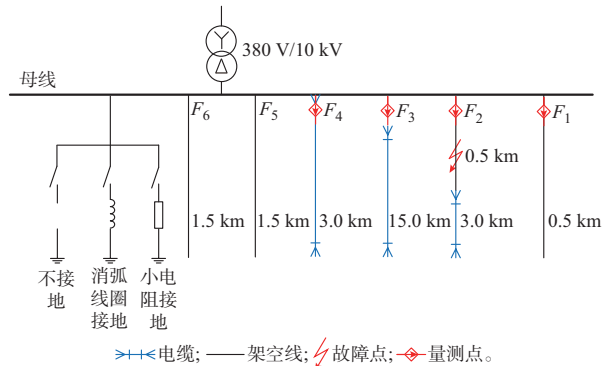 380 V/10 kV
母线
F6
F5
F4
F3
F2
F1
0.5 km
1.5 km
1.5 km
3.0 km
15.0 km
3.0 km
0.5 km
不接
地
消弧
线圈
接地
小电
阻接
地
电缆; 架空线; 故障点; 量测点。